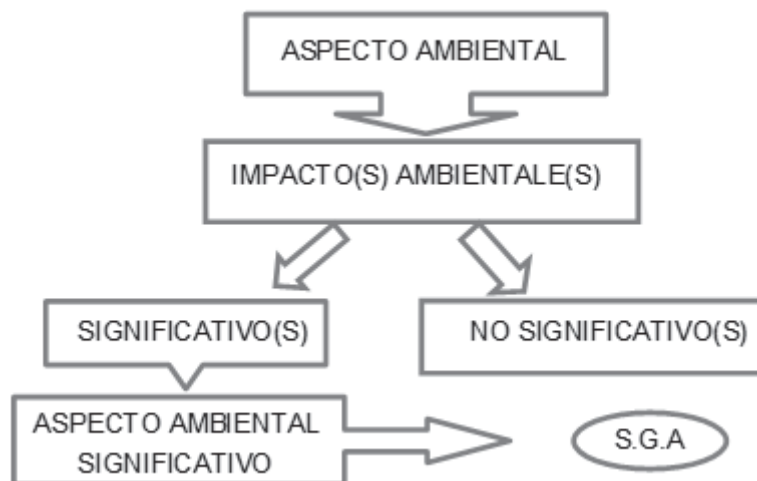 ASPECTO AMBIENTAL
IMPACTO(S) AMBIENTALE(S)
SIGNIFICATIVO(S)
NO SIGNIFICATIVO(S)
ASPECTO AMBIENTAL
SIGNIFICATIVO
S.G.A